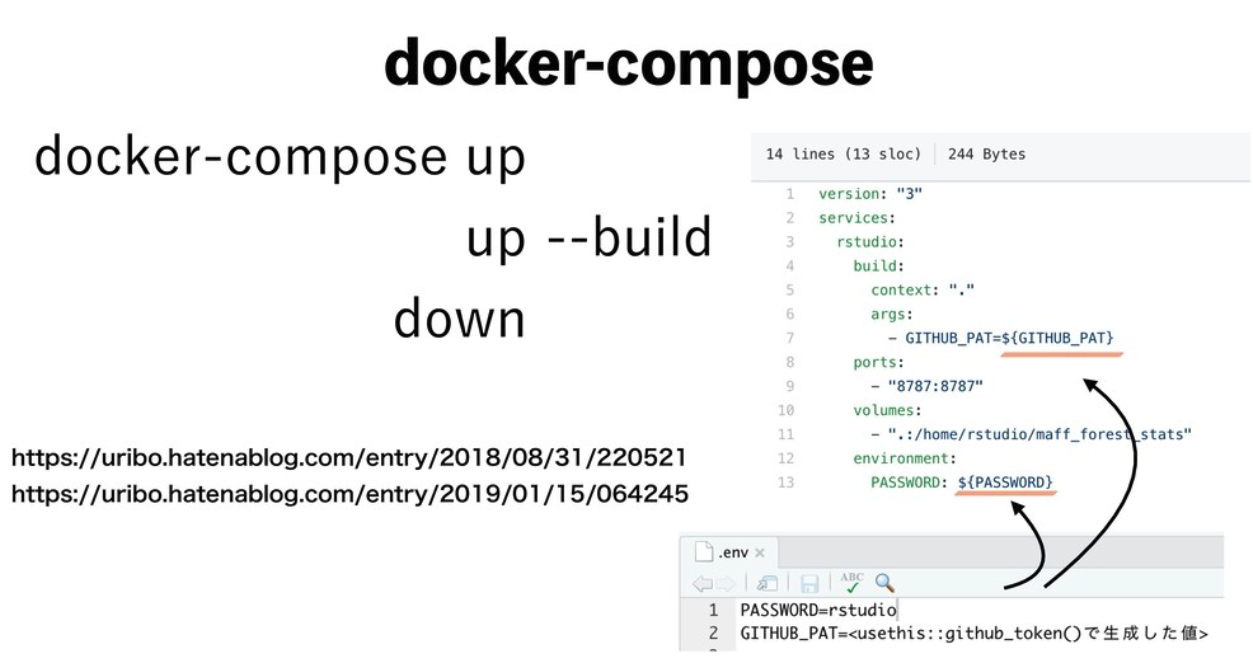 docker-compose
docker-compose up
up --build
down
https://uribo.hatenablog.com/entry/2018/08/31/220521
https://uribo.hatenablog.com/entry/2019/01/15/064245
14 lines (13 sloc) 244 Bytes
1 version: "3"
2 services:
3 rstudio:
4 build:
5 context: "."
6 args:
7 - GITHUB_PAT=${GITHUB_PAT}
8 ports:
9 - "8787:8787"
10 volumes:
11 - ".:/home/rstudio/maff_forest_stats"
12 environment:
13 PASSWORD: ${PASSWORD}
.env
ABC
1 PASSWORD=rstudio
2 GITHUB_PAT=<usethis::github_token()で生成した値>